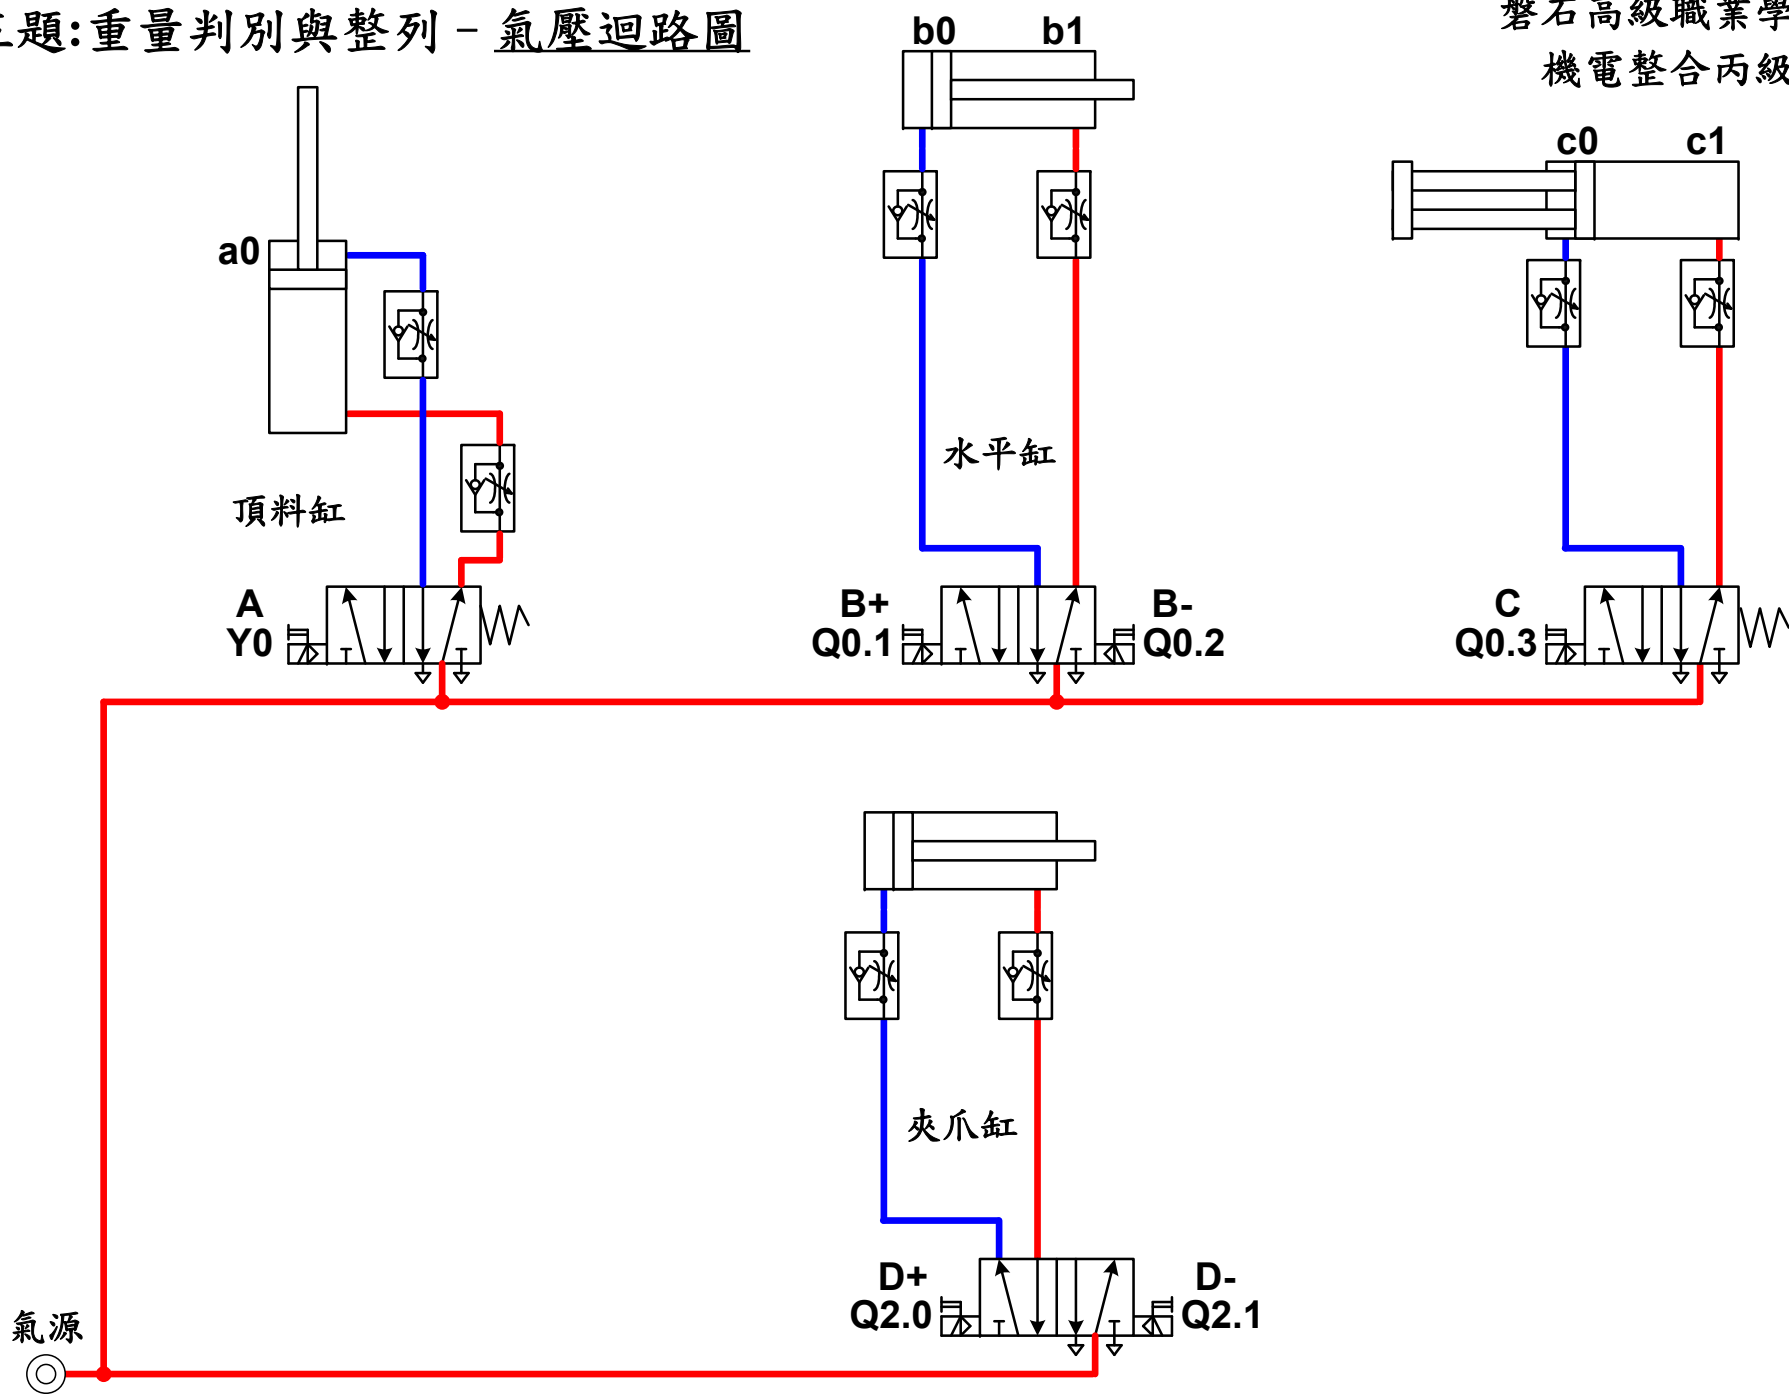 題:重量判別與整列 - 氣壓迴路圖
磐石高級職業學
機電整合丙級
b0 b1
c0 c1
a0
水平缸
頂料缸
A
Y0
B+
Q0.1
B-
Q0.2
C
Q0.3
夾爪缸
D+
Q2.0
D-
Q2.1
氣源